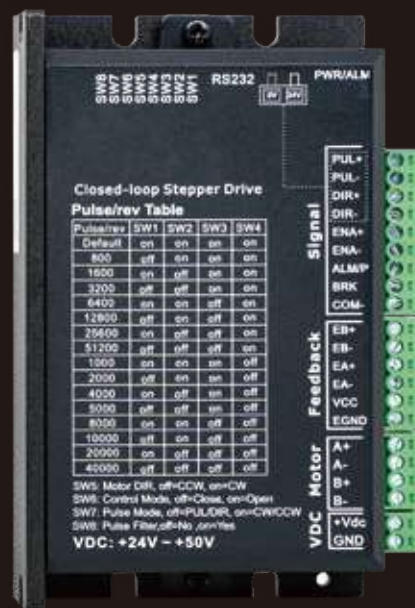 SW8
SW7
SW6
SW5
SW4
SW3
SW2
SW1
RS232
5V 24V
PWR/ALM
Closed-loop Stepper Drive
Pulse/rev Table
Pulse/rev SW1 SW2 SW3 SW4
Default on on on on
800 off on on on
1600 on off on on
3200 off off on on
6400 on on off on
12800 off on off on
25600 on off off on
51200 off off off on
1000 on on on off
2000 off on on off
4000 on off on off
5000 off off on off
8000 on on off off
10000 off on off off
20000 on off off off
40000 off off off off
SW5: Motor DIR, off=CCW, on=CW
SW6: Control Mode, off=Close, on=Open
SW7: Pulse Mode, off=PUL/DIR, on=CW/CCW
SW8: Pulse Filter,off=No ,on=Yes
VDC: +24V ~ +50V
Signal
PUL+
PUL-
DIR+
DIR-
ENA+
ENA-
ALM/P
BRK
COM-
Feedback
EB+
EB-
EA+
EA-
VCC
EGND
Motor
A+
A-
B+
B-
VDC
+Vdc
GND